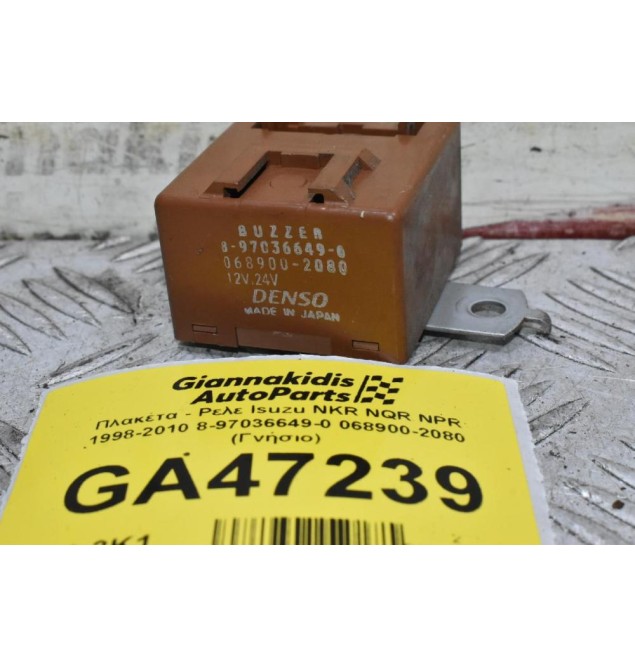 BUZZER
8-97036649-0
068900-2080
12V.24V
DENSO
MADE IN JAPAN
Giannakidis
AutoParts
Πλακέτα - Ρελε Isuzu NKR NQR NPR
1998-2010 8-97036649-0 068900-2080
(Γνήσιο)
GA47239